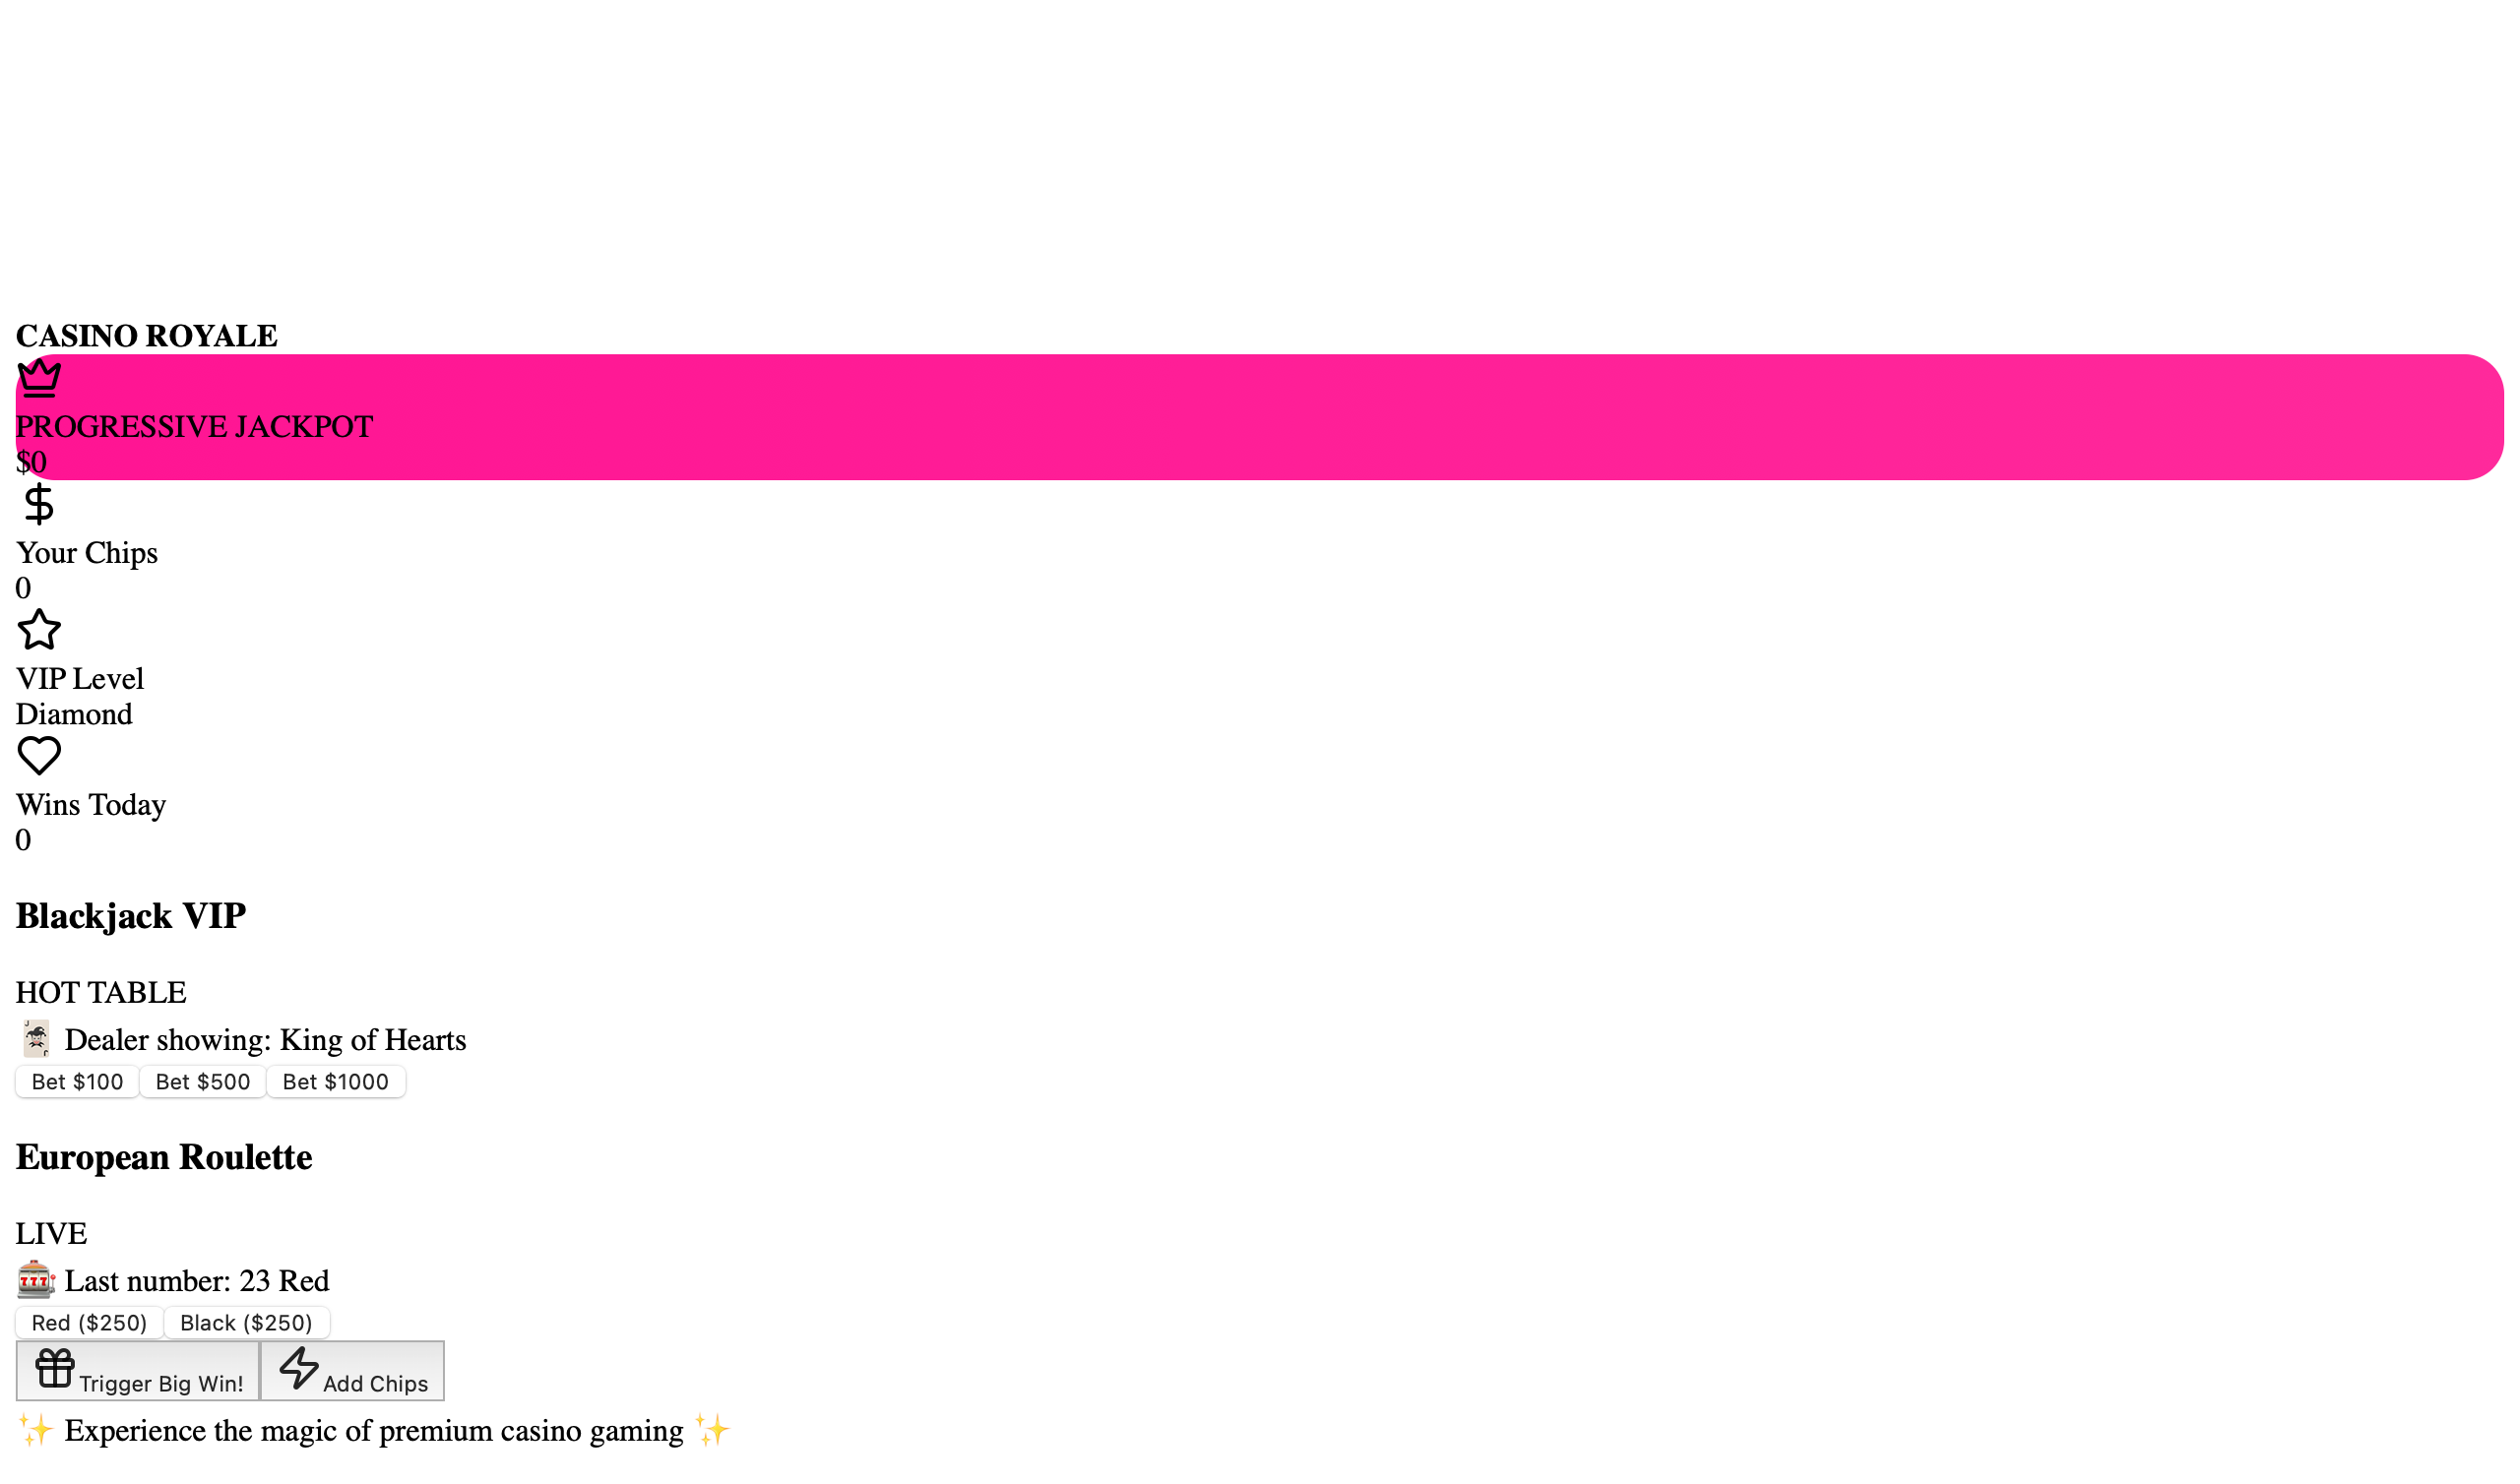 CASINO ROYALE
PROGRESSIVE JACKPOT
$0
Your Chips
0
VIP Level
Diamond
Wins Today
0
Blackjack VIP
HOT TABLE
🃏 Dealer showing: King of Hearts
Bet $100 Bet $500 Bet $1000
European Roulette
LIVE
🎰 Last number: 23 Red
Red ($250) Black ($250)
Trigger Big Win! Add Chips
✨ Experience the magic of premium casino gaming ✨